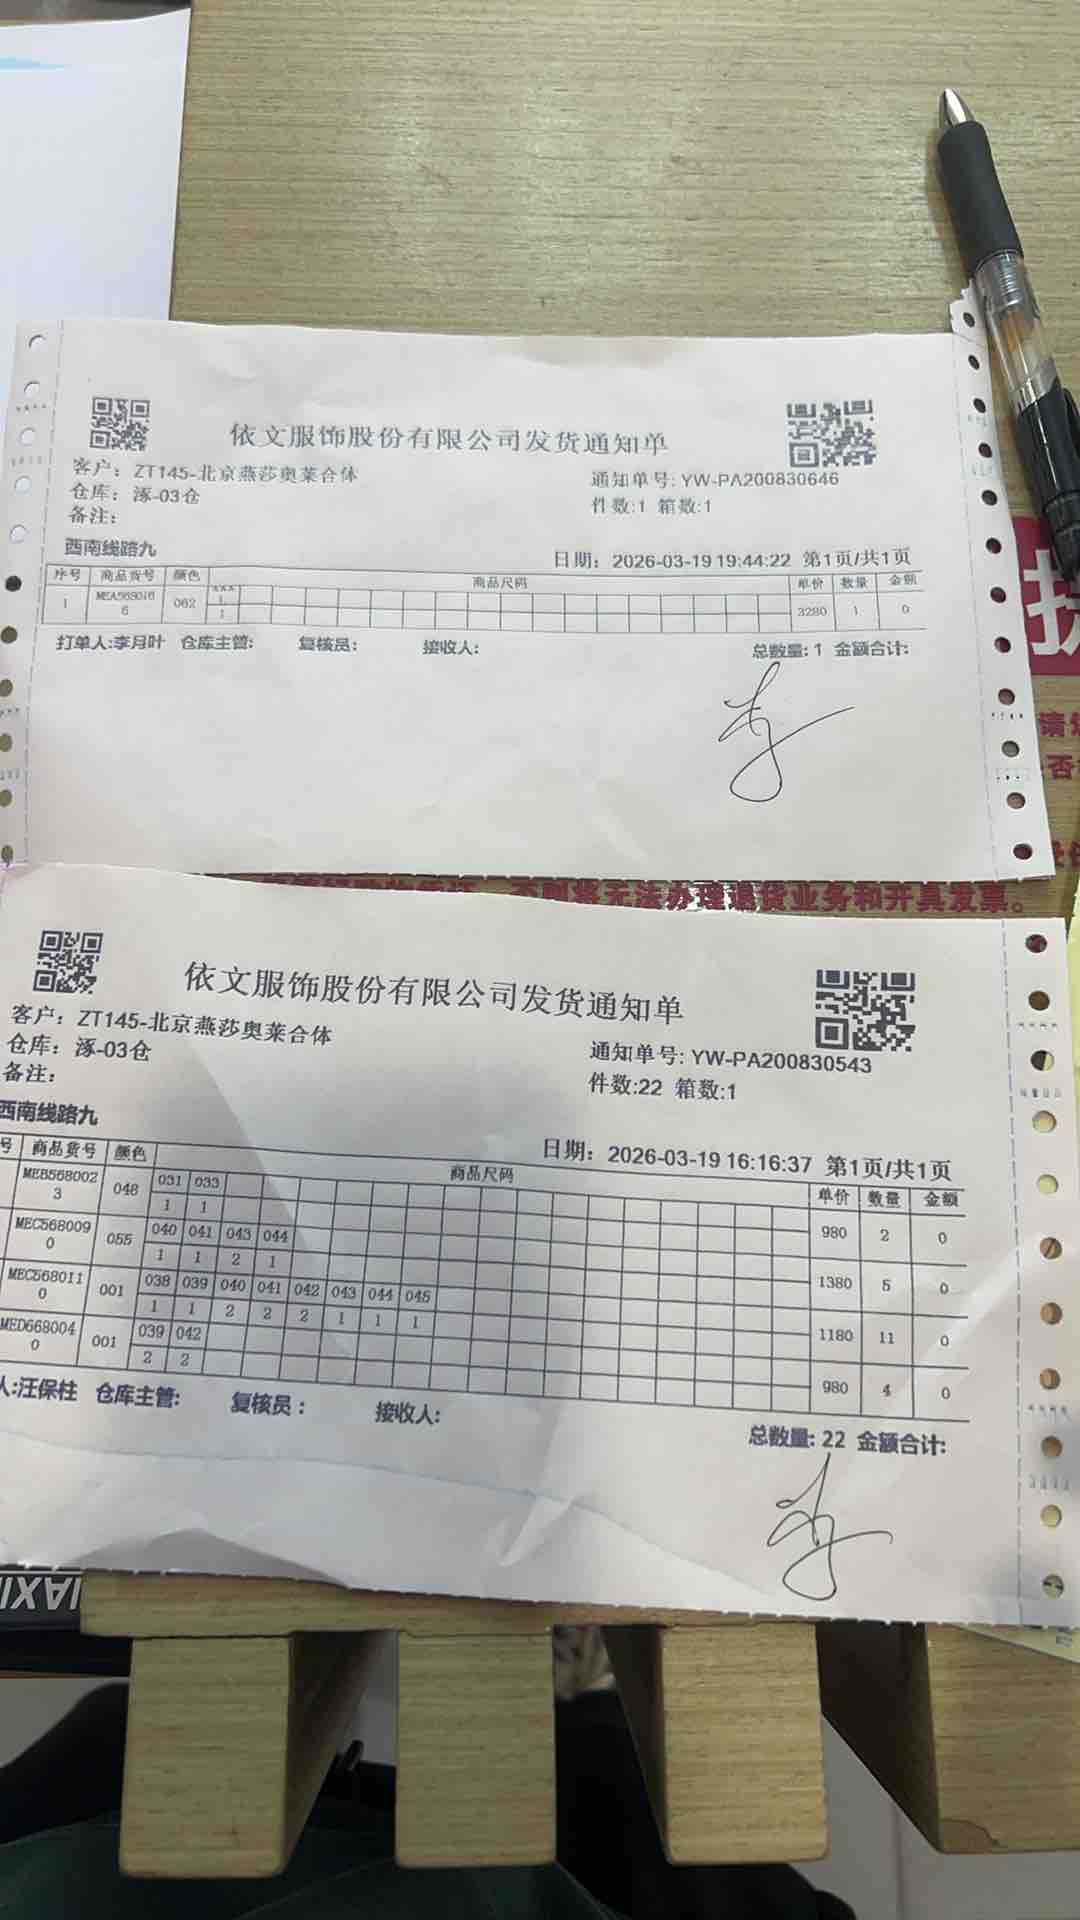 依文服饰股份有限公司发货通知单
客户：ZT145-北京燕莎奥莱合体
通知单号: YW-PA200830646
仓库：涿-03仓
件数:1 箱数:1
备注：
西南线路九
日期：2026-03-19 19:44:22 第1页/共1页
序号 商品货号 颜色 商品尺码 单价 数量 金额
XXX
1 MEA568016 062 1 3280 1 0
6 1
打单人:李月叶 仓库主管: 复核员: 接收人: 总数量: 1 金额合计:
否则将无法办理退货业务和开具发票。
请
否
依文服饰股份有限公司发货通知单
客户：ZT145-北京燕莎奥莱合体
仓库：涿-03仓
通知单号: YW-PA200830543
备注：
件数:22 箱数:1
西南线路九
日期：2026-03-19 16:16:37 第1页/共1页
号 商品货号 颜色 商品尺码 单价 数量 金额
MEB568002 048 031 033 980 2 0
3 1 1
MEC568009 055 040 041 043 044 1380 5 0
0 1 1 2 1
MEC568011 001 038 039 040 041 042 043 044 045 1180 11 0
0 1 1 2 2 2 1 1 1
MED668004 001 039 042 980 4 0
0 2 2
人:汪保柱 仓库主管: 复核员： 接收人: 总数量: 22 金额合计: